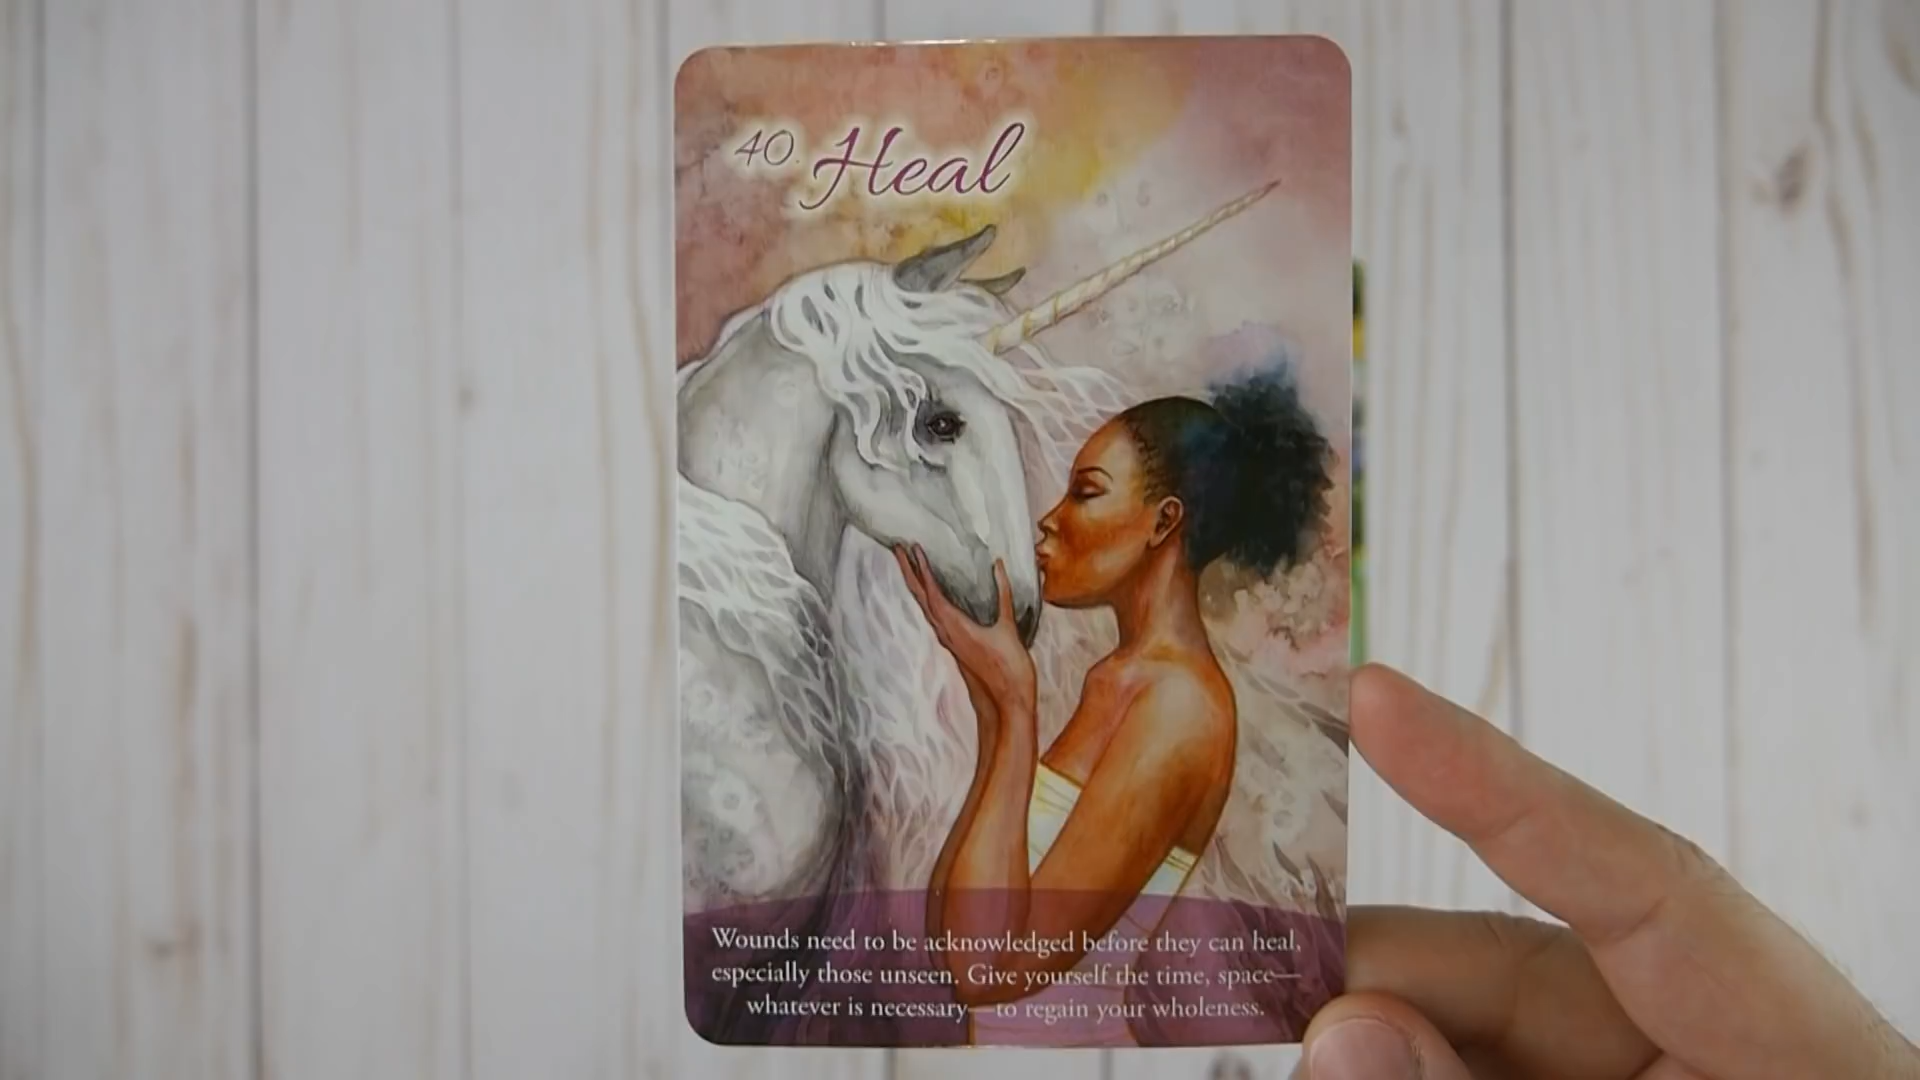 40. Heal
Wounds need to be acknowledged before they can heal,
especially those unseen. Give yourself the time, space—
whatever is necessary—to regain your wholeness.